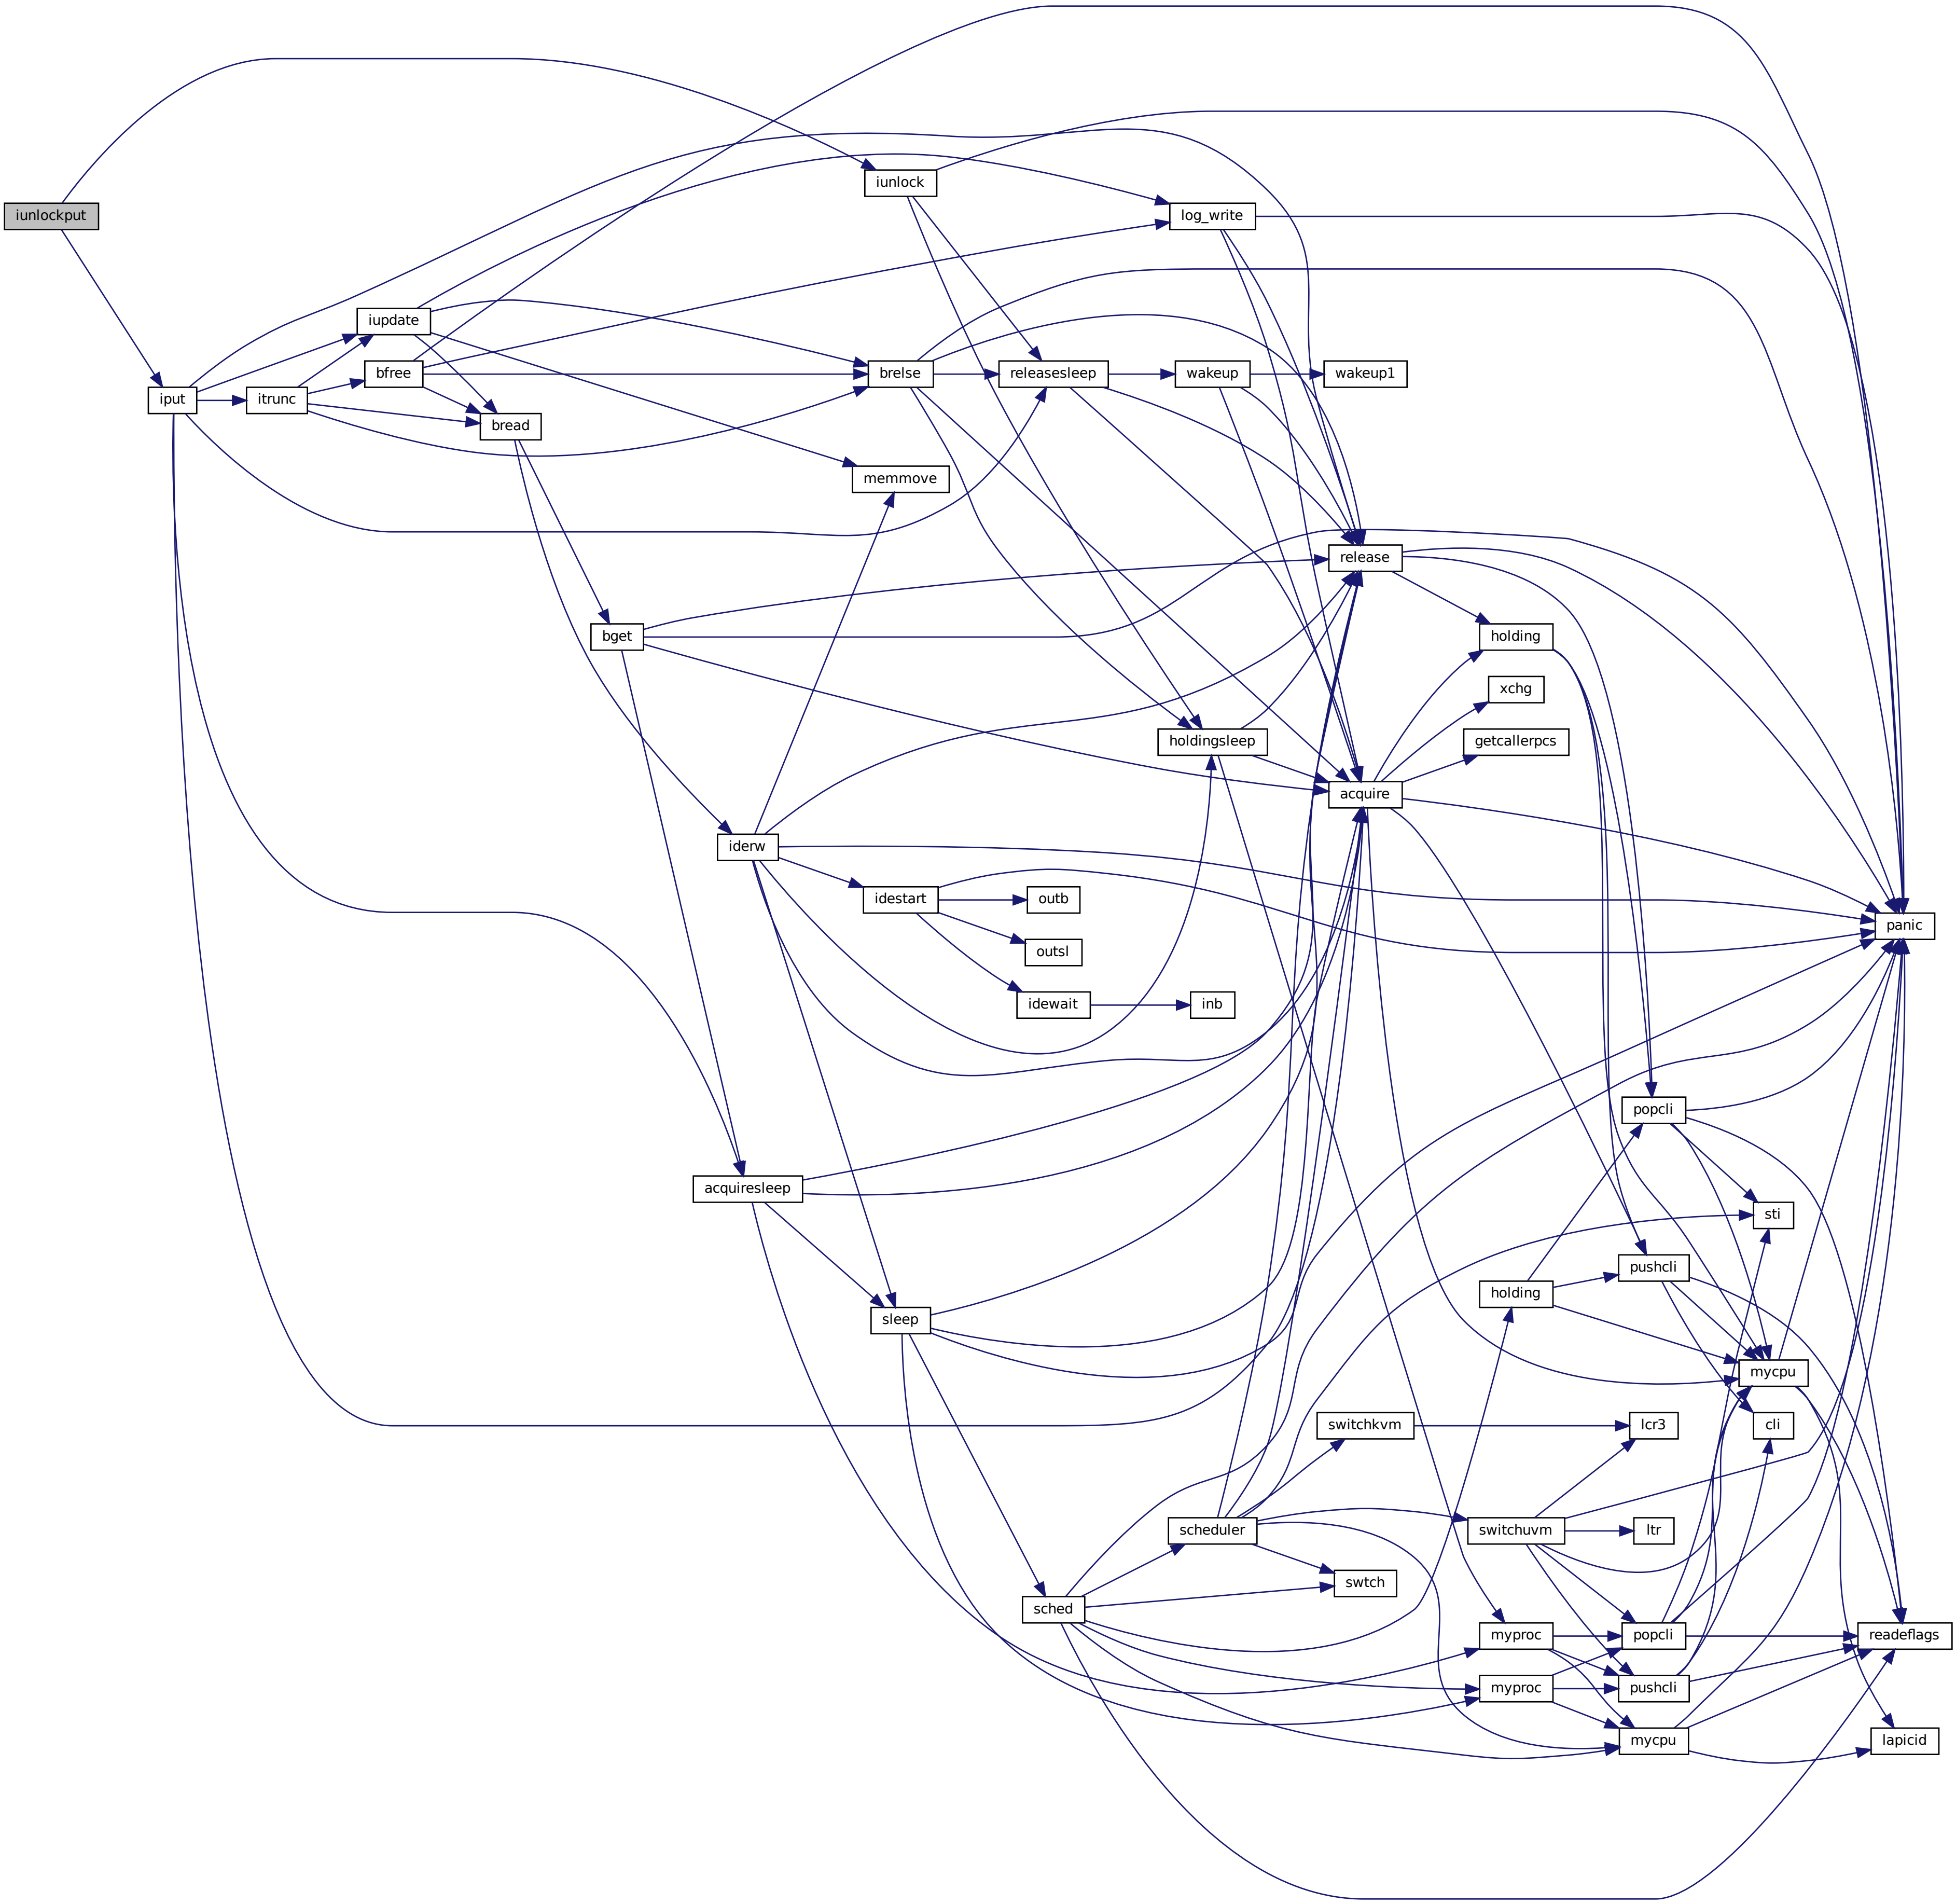 iunlock
log_write
iunlockput
iupdate
bfree
brelse
releasesleep
wakeup
wakeup1
iput
itrunc
bread
memmove
release
bget
holding
xchg
holdingsleep
getcallerpcs
acquire
iderw
idestart
outb
panic
outsl
idewait
inb
popcli
acquiresleep
sti
pushcli
holding
sleep
mycpu
switchkvm
lcr3
cli
scheduler
switchuvm
ltr
swtch
sched
myproc
popcli
readeflags
myproc
pushcli
mycpu
lapicid